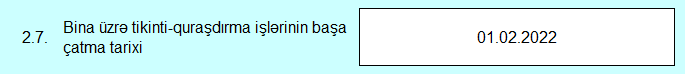 2.7. Bina üzrə tikinti-quraşdırma işlərinin başa
çatma tarixi
01.02.2022